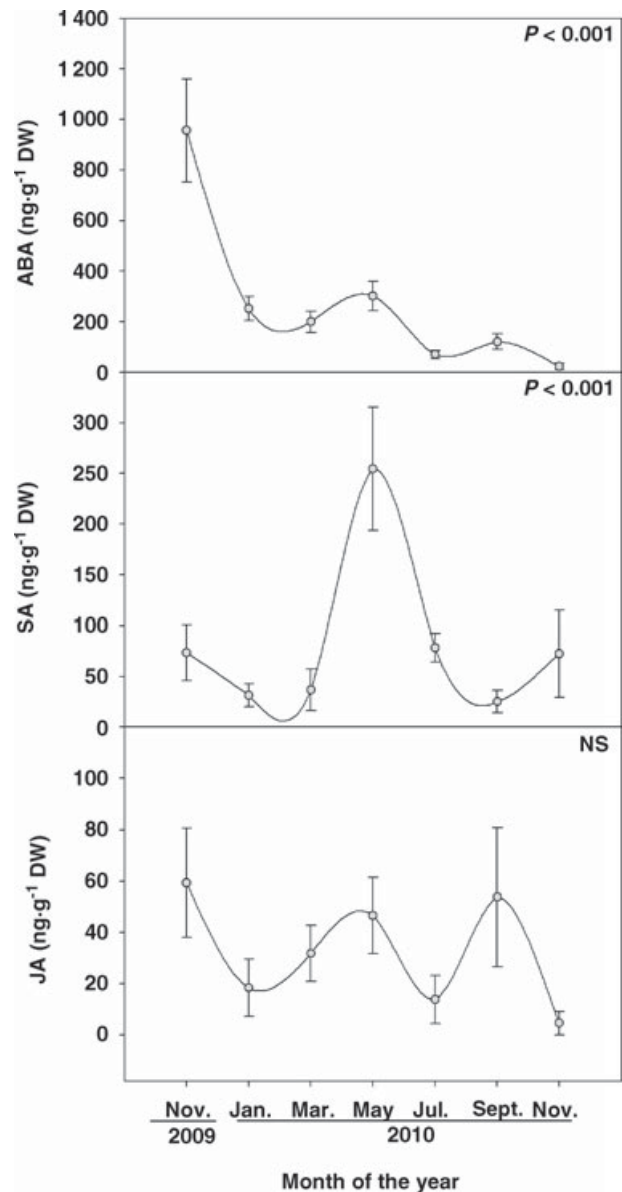 1 400
P < 0.001
1 200
1 000
800
600
400
200
0
ABA (ng·g⁻¹ DW)
P < 0.001
300
250
200
150
100
50
0
SA (ng·g⁻¹ DW)
NS
100
80
60
40
20
0
JA (ng·g⁻¹ DW)
Nov. Jan. Mar. May Jul. Sept. Nov.
2009 2010
Month of the year